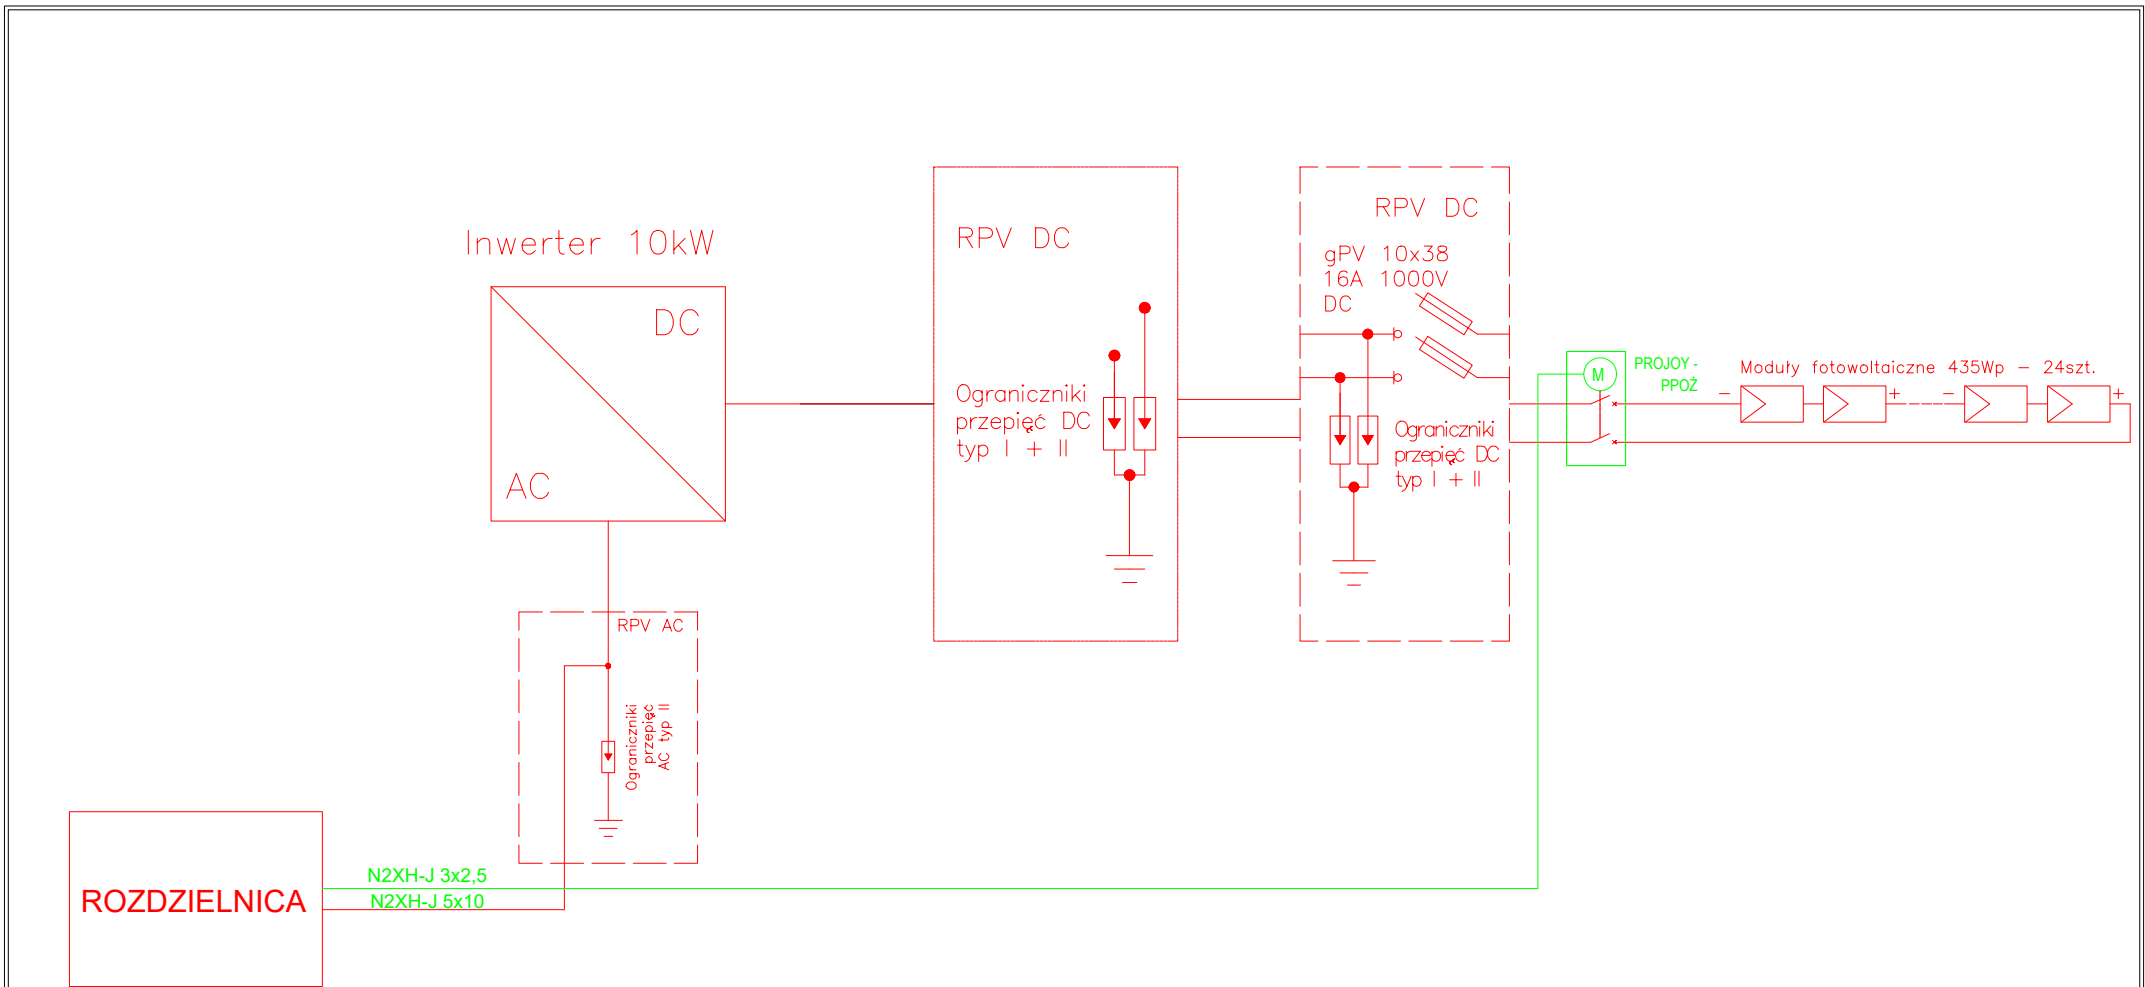 Inwerter 10kW
DC
AC
RPV DC
Ograniczniki
przepięć DC
typ I + II
RPV DC
gPV 10x38
16A 1000V
DC
Ograniczniki
przepięć DC
typ I + II
M
PROJOY -
PPOŻ
Moduły fotowoltaiczne 435Wp – 24szt.
– + – +
RPV AC
Ograniczniki
przepięć
AC typ II
ROZDZIELNICA
N2XH-J 3x2,5
N2XH-J 5x10